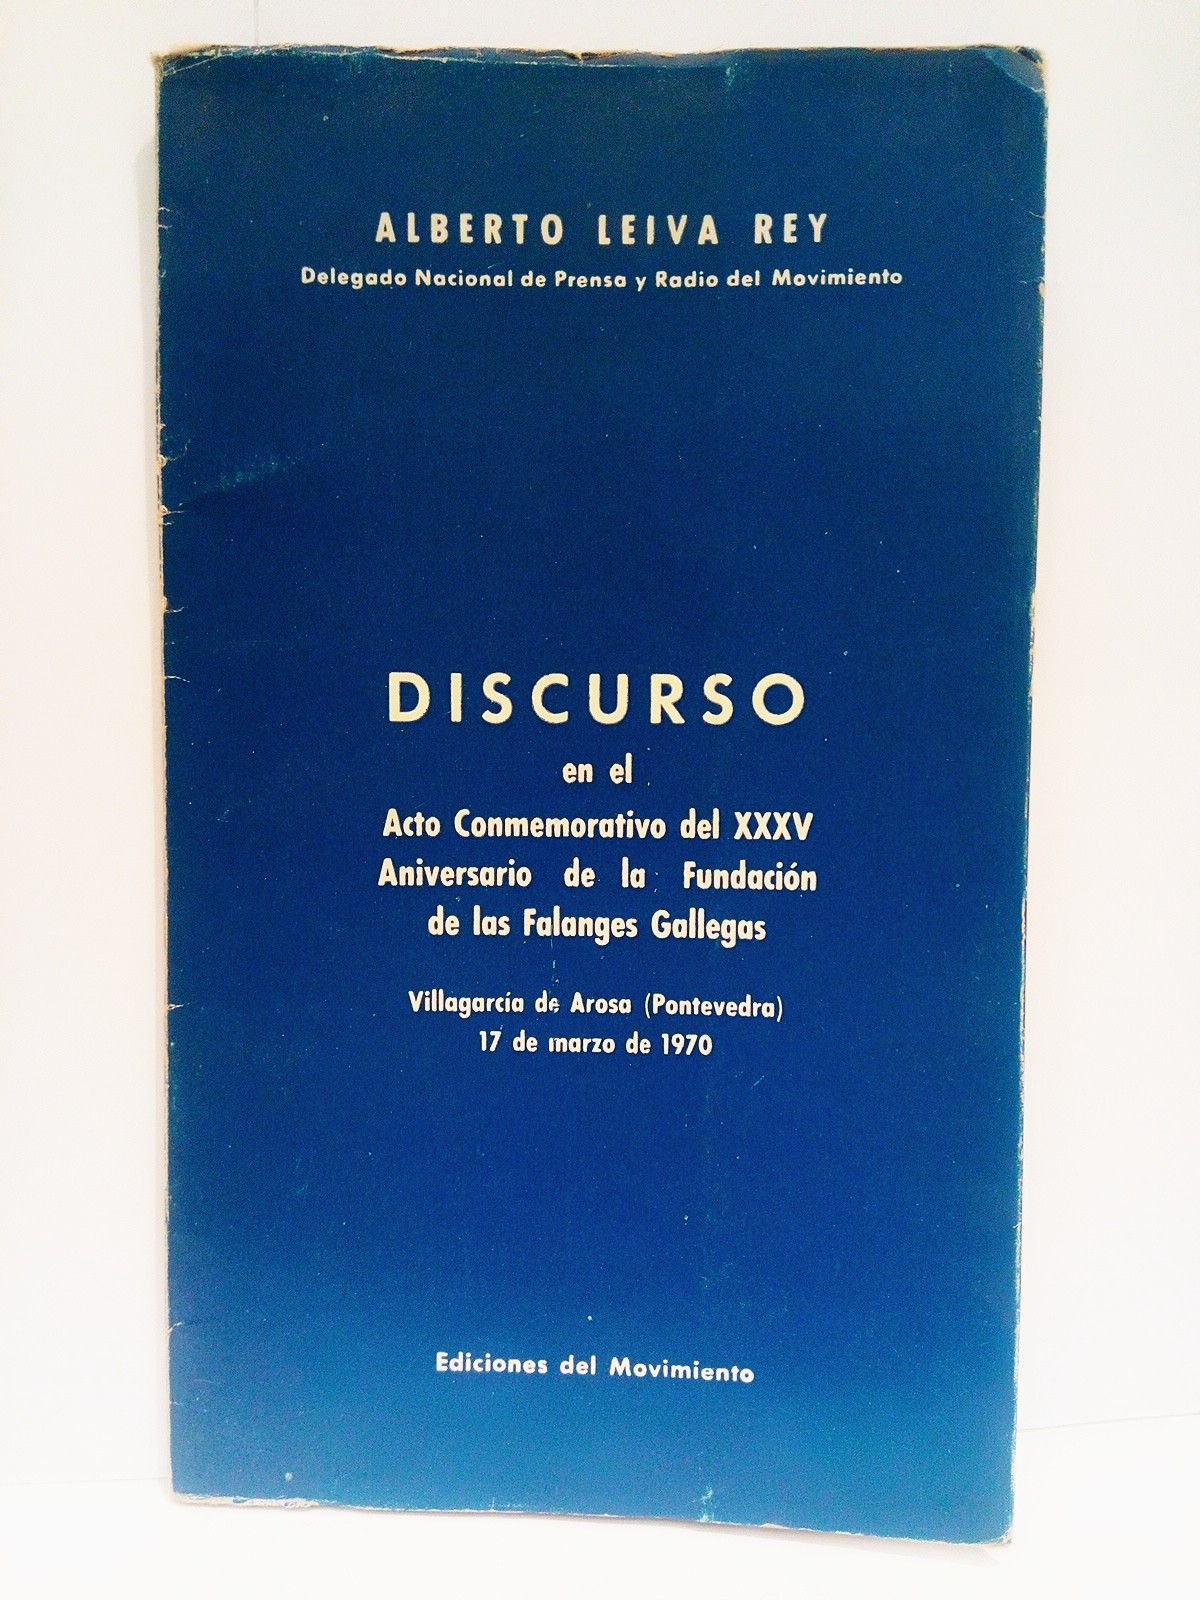 ALBERTO LEIVA REY
Delegado Nacional de Prensa y Radio del Movimiento
DISCURSO
en el
Acto Conmemorativo del XXXV
Aniversario de la Fundación
de las Falanges Gallegas
Villagarcía de Arosa (Pontevedra)
17 de marzo de 1970
Ediciones del Movimiento